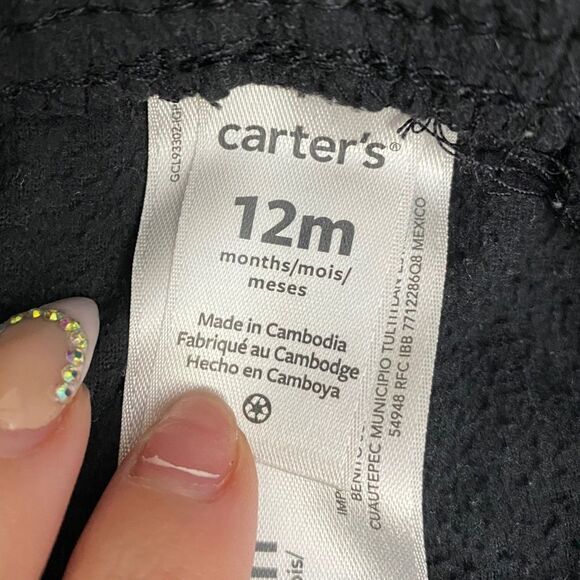 carter's®
12m
months/mois/
meses
Made in Cambodia
Fabriqué au Cambodge
Hecho en Camboya
CUAUTEPEC MUNICIPIO TULTITLAN
54948 RFC IBB 7712286Q8 MEXICO